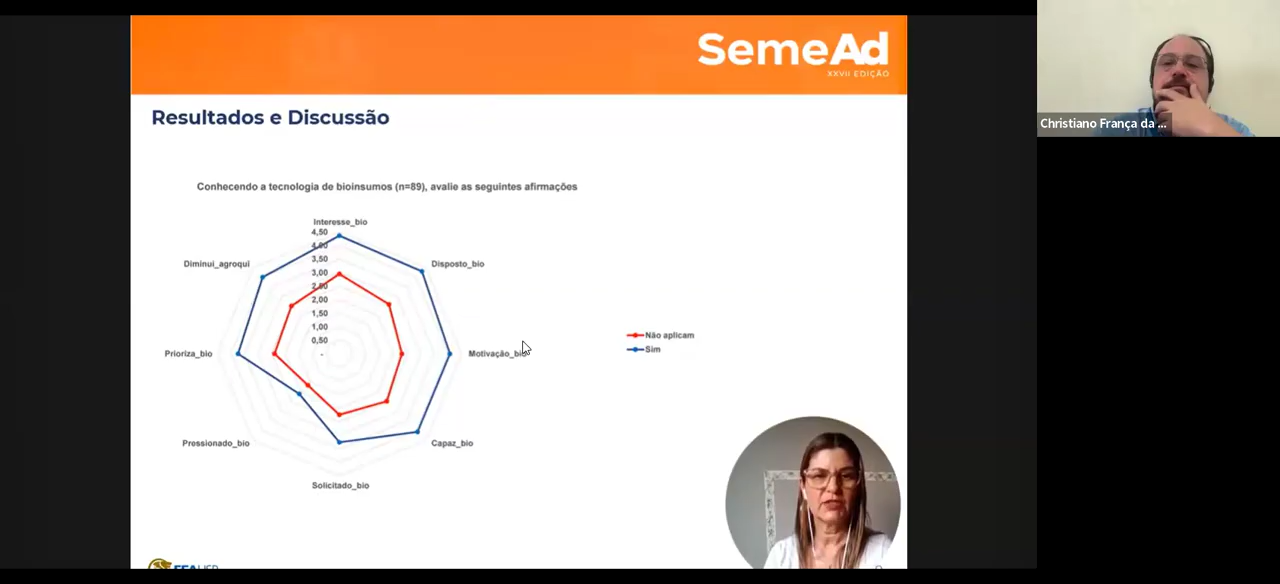 SemeAd
XXVII EDIÇÃO
Resultados e Discussão
Conhecendo a tecnologia de bioinsumos (n=89), avalie as seguintes afirmações
Interesse_bio
4,50
4,00
3,50
3,00
2,50
2,00
1,50
1,00
0,50
-
Disposto_bio
Motivação_bio
Capaz_bio
Solicitado_bio
Pressionado_bio
Prioriza_bio
Diminui_agroqui
Não aplicam
Sim
Christiano França da ...